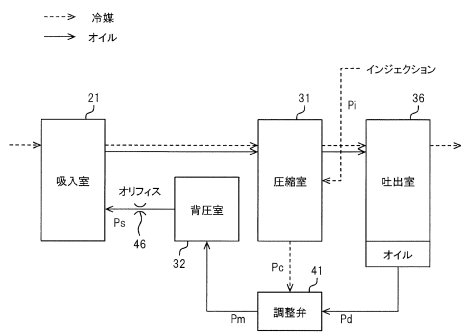 冷媒
オイル
インジェクション
21
31
Pi
36
吸入室
オリフィス
背圧室
圧縮室
吐出室
Ps
46
32
Pc
41
オイル
Pm
調整弁
Pd